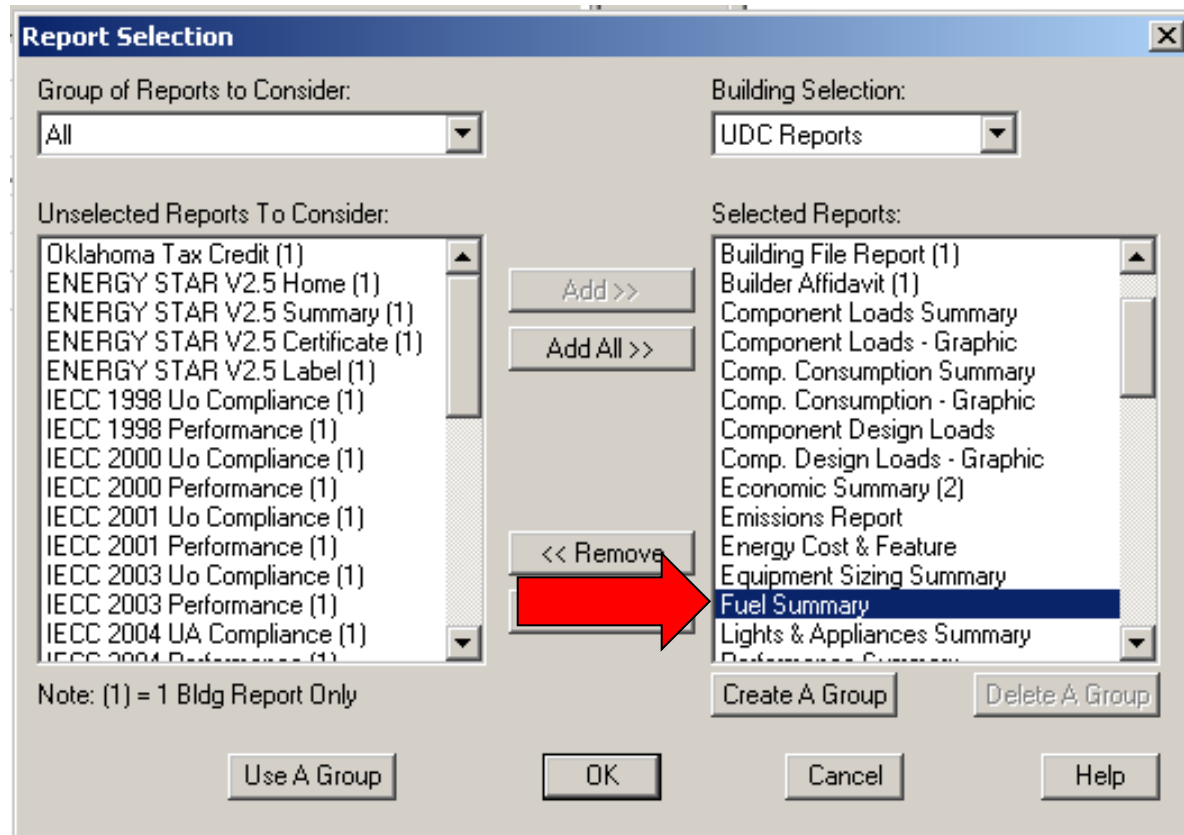 Report Selection
Group of Reports to Consider:
All
Building Selection:
UDC Reports
Unselected Reports To Consider:
Oklahoma Tax Credit (1)
ENERGY STAR V2.5 Home (1)
ENERGY STAR V2.5 Summary (1)
ENERGY STAR V2.5 Certificate (1)
ENERGY STAR V2.5 Label (1)
IECC 1998 Uo Compliance (1)
IECC 1998 Performance (1)
IECC 2000 Uo Compliance (1)
IECC 2000 Performance (1)
IECC 2001 Uo Compliance (1)
IECC 2001 Performance (1)
IECC 2003 Uo Compliance (1)
IECC 2003 Performance (1)
IECC 2004 UA Compliance (1)
IECC 2004 Performance (1)
Note: (1) = 1 Bldg Report Only
Add >>
Add All >>
<< Remove
Selected Reports:
Building File Report (1)
Builder Affidavit (1)
Component Loads Summary
Component Loads - Graphic
Comp. Consumption Summary
Comp. Consumption - Graphic
Component Design Loads
Comp. Design Loads - Graphic
Economic Summary (2)
Emissions Report
Energy Cost & Feature
Equipment Sizing Summary
Fuel Summary
Lights & Appliances Summary
Performance Summary
Create A Group
Delete A Group
Use A Group
OK
Cancel
Help